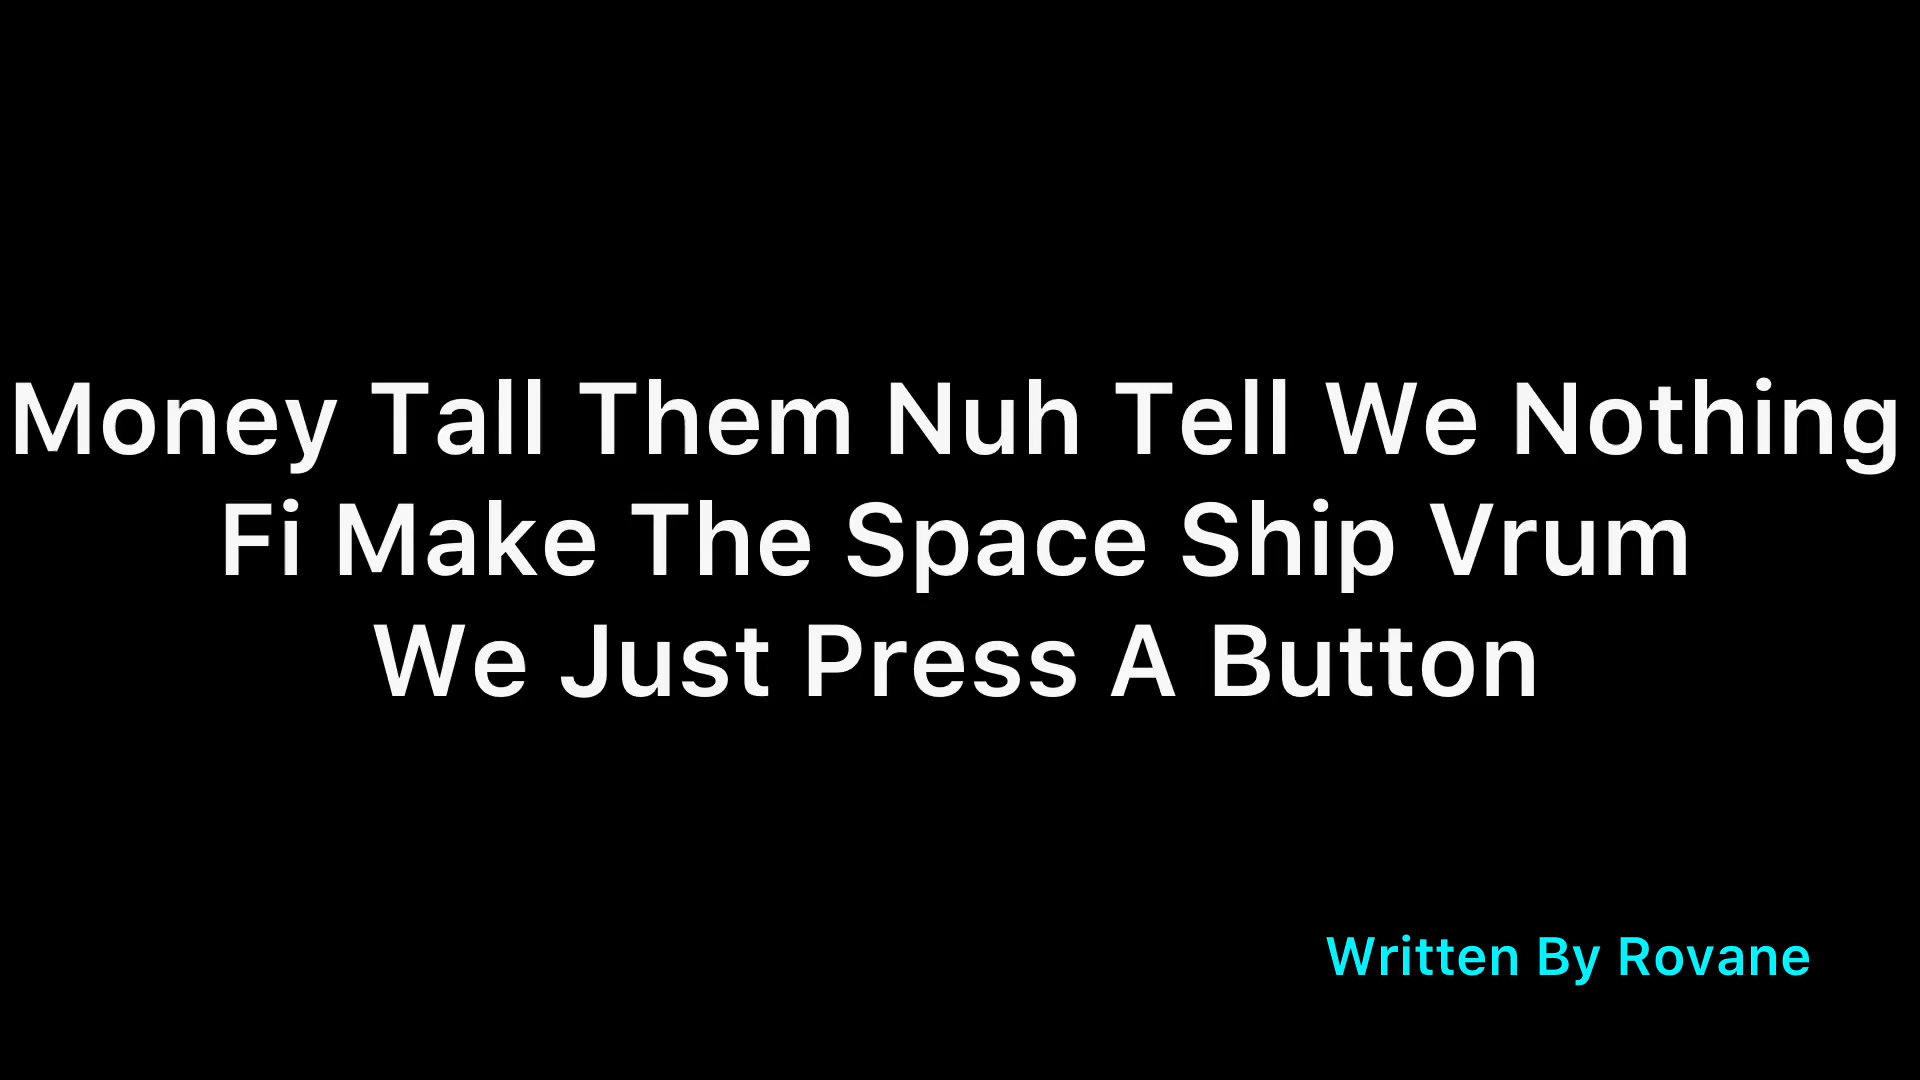 Money Tall Them Nuh Tell We Nothing
Fi Make The Space Ship Vrum
We Just Press A Button
Written By Rovane